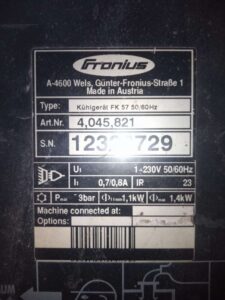 Fronius
A-4600 Wels, Günter-Fronius-Straße 1
Made in Austria
Type: Kühlgerät FK 57 50/60Hz
Art.Nr. 4,045,821
S.N. 729
U1 1~230V 50/60Hz
I1 0,7/0,8A IP 23
3bar 1,1kW 1,4kW
Machine connected at:
Options: